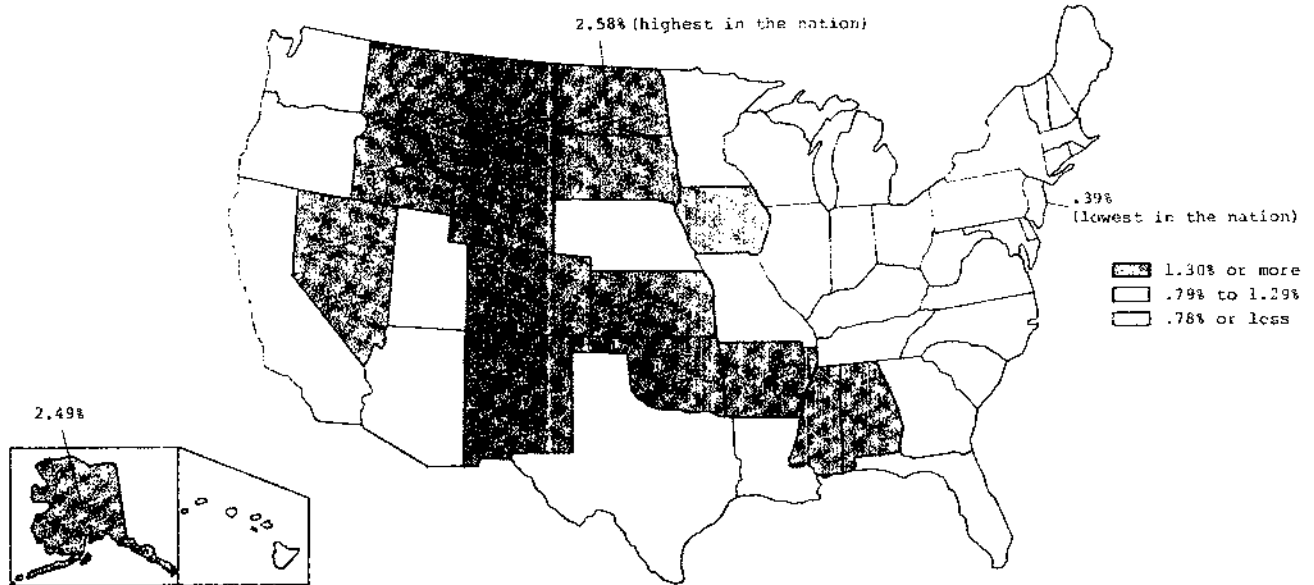 2.58% (highest in the nation)
.39%
(lowest in the nation)
1.30% or more
.79% to 1.29%
.78% or less
2.49%